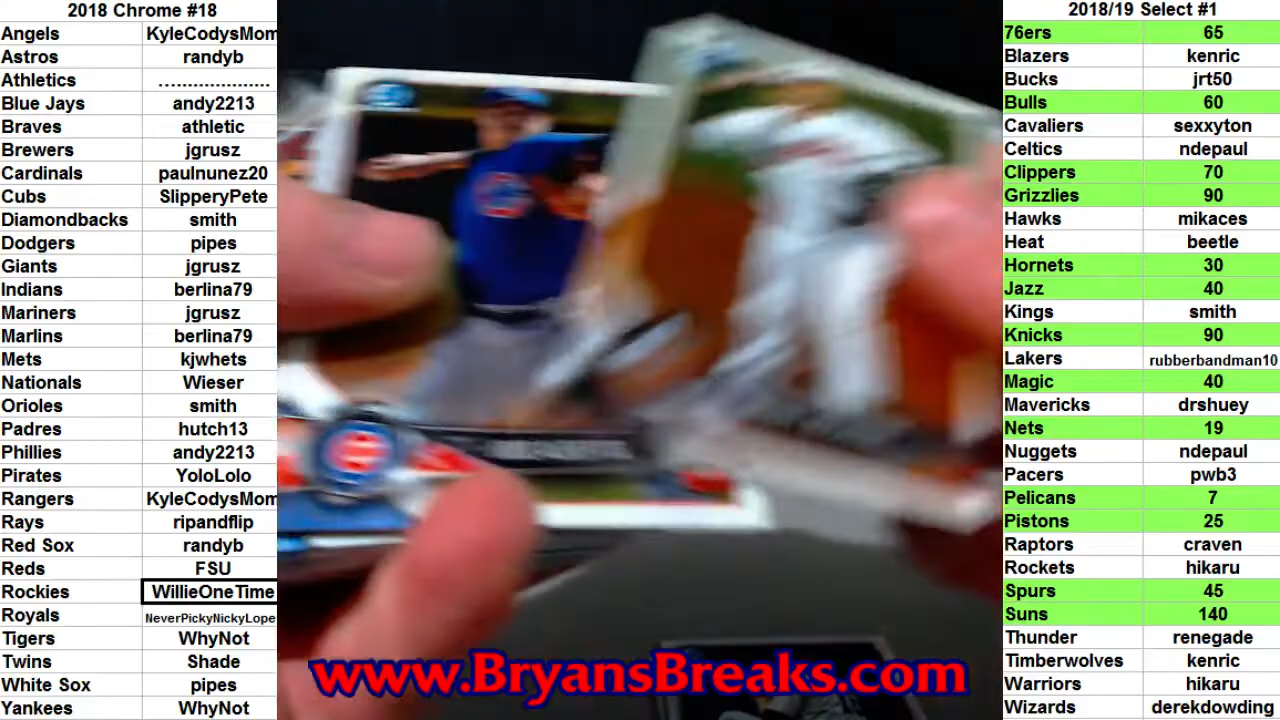 2018 Chrome #18
Angels KyleCodysMom
Astros randyb
Athletics ....................
Blue Jays andy2213
Braves athletic
Brewers jgrusz
Cardinals paulnunez20
Cubs SlipperyPete
Diamondbacks smith
Dodgers pipes
Giants jgrusz
Indians berlina79
Mariners jgrusz
Marlins berlina79
Mets kjwhets
Nationals Wieser
Orioles smith
Padres hutch13
Phillies andy2213
Pirates YoloLolo
Rangers KyleCodysMom
Rays ripandflip
Red Sox randyb
Reds FSU
Rockies WillieOneTime
Royals NeverPickyNickyLope
Tigers WhyNot
Twins Shade
White Sox pipes
Yankees WhyNot
www.BryansBreaks.com
2018/19 Select #1
76ers 65
Blazers kenric
Bucks jrt50
Bulls 60
Cavaliers sexxyton
Celtics ndepaul
Clippers 70
Grizzlies 90
Hawks mikaces
Heat beetle
Hornets 30
Jazz 40
Kings smith
Knicks 90
Lakers rubberbandman10
Magic 40
Mavericks drshuey
Nets 19
Nuggets ndepaul
Pacers pwb3
Pelicans 7
Pistons 25
Raptors craven
Rockets hikaru
Spurs 45
Suns 140
Thunder renegade
Timberwolves kenric
Warriors hikaru
Wizards derekdowding